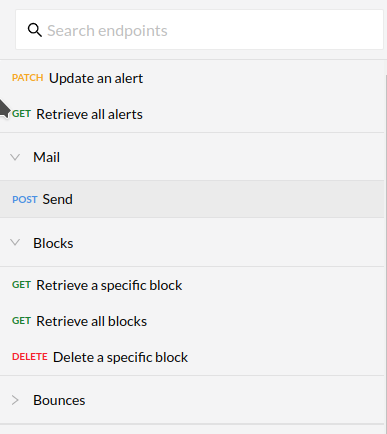 Search endpoints
PATCH Update an alert
GET Retrieve all alerts
Mail
POST Send
Blocks
GET Retrieve a specific block
GET Retrieve all blocks
DELETE Delete a specific block
Bounces